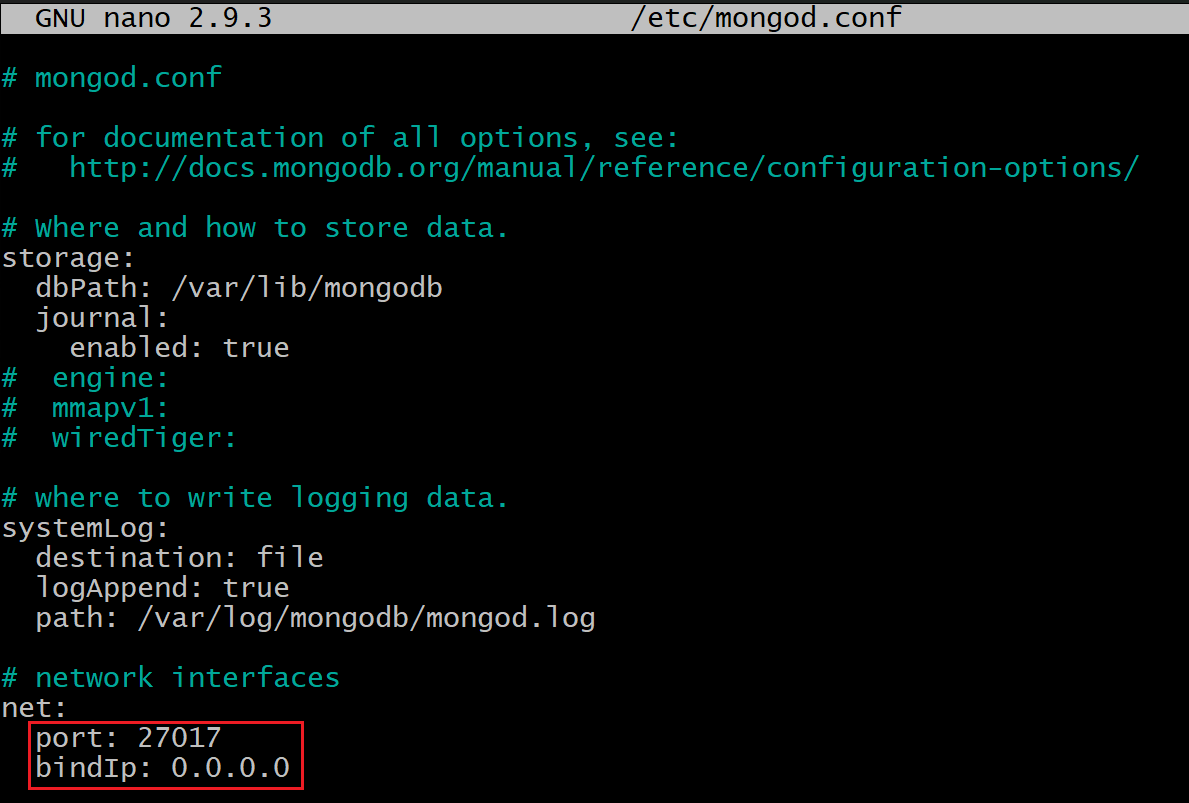 GNU nano 2.9.3 /etc/mongod.conf
# mongod.conf
# for documentation of all options, see:
#   http://docs.mongodb.org/manual/reference/configuration-options/
# Where and how to store data.
storage:
  dbPath: /var/lib/mongodb
  journal:
    enabled: true
#  engine:
#  mmapv1:
#  wiredTiger:
# where to write logging data.
systemLog:
  destination: file
  logAppend: true
  path: /var/log/mongodb/mongod.log
# network interfaces
net:
  port: 27017
  bindIp: 0.0.0.0